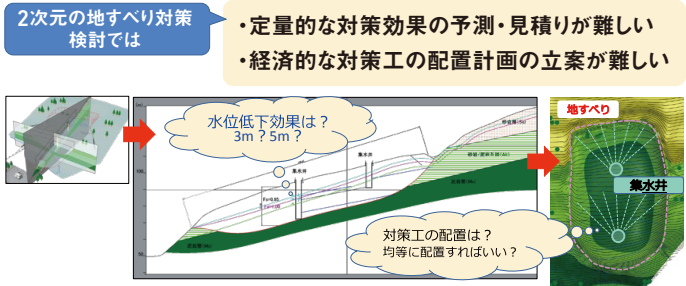 2次元の地すべり対策
検討では
・定量的な対策効果の予測・見積りが難しい
・経済的な対策工の配置計画の立案が難しい
水位低下効果は？
3m？5m？
集水井
集水井
地すべり
集水井
対策工の配置は？
均等に配置すればいい？